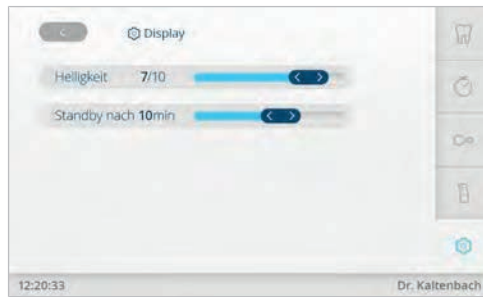 Display
Helligkeit 7/10
Standby nach 10min
12:20:33 Dr. Kaltenbach